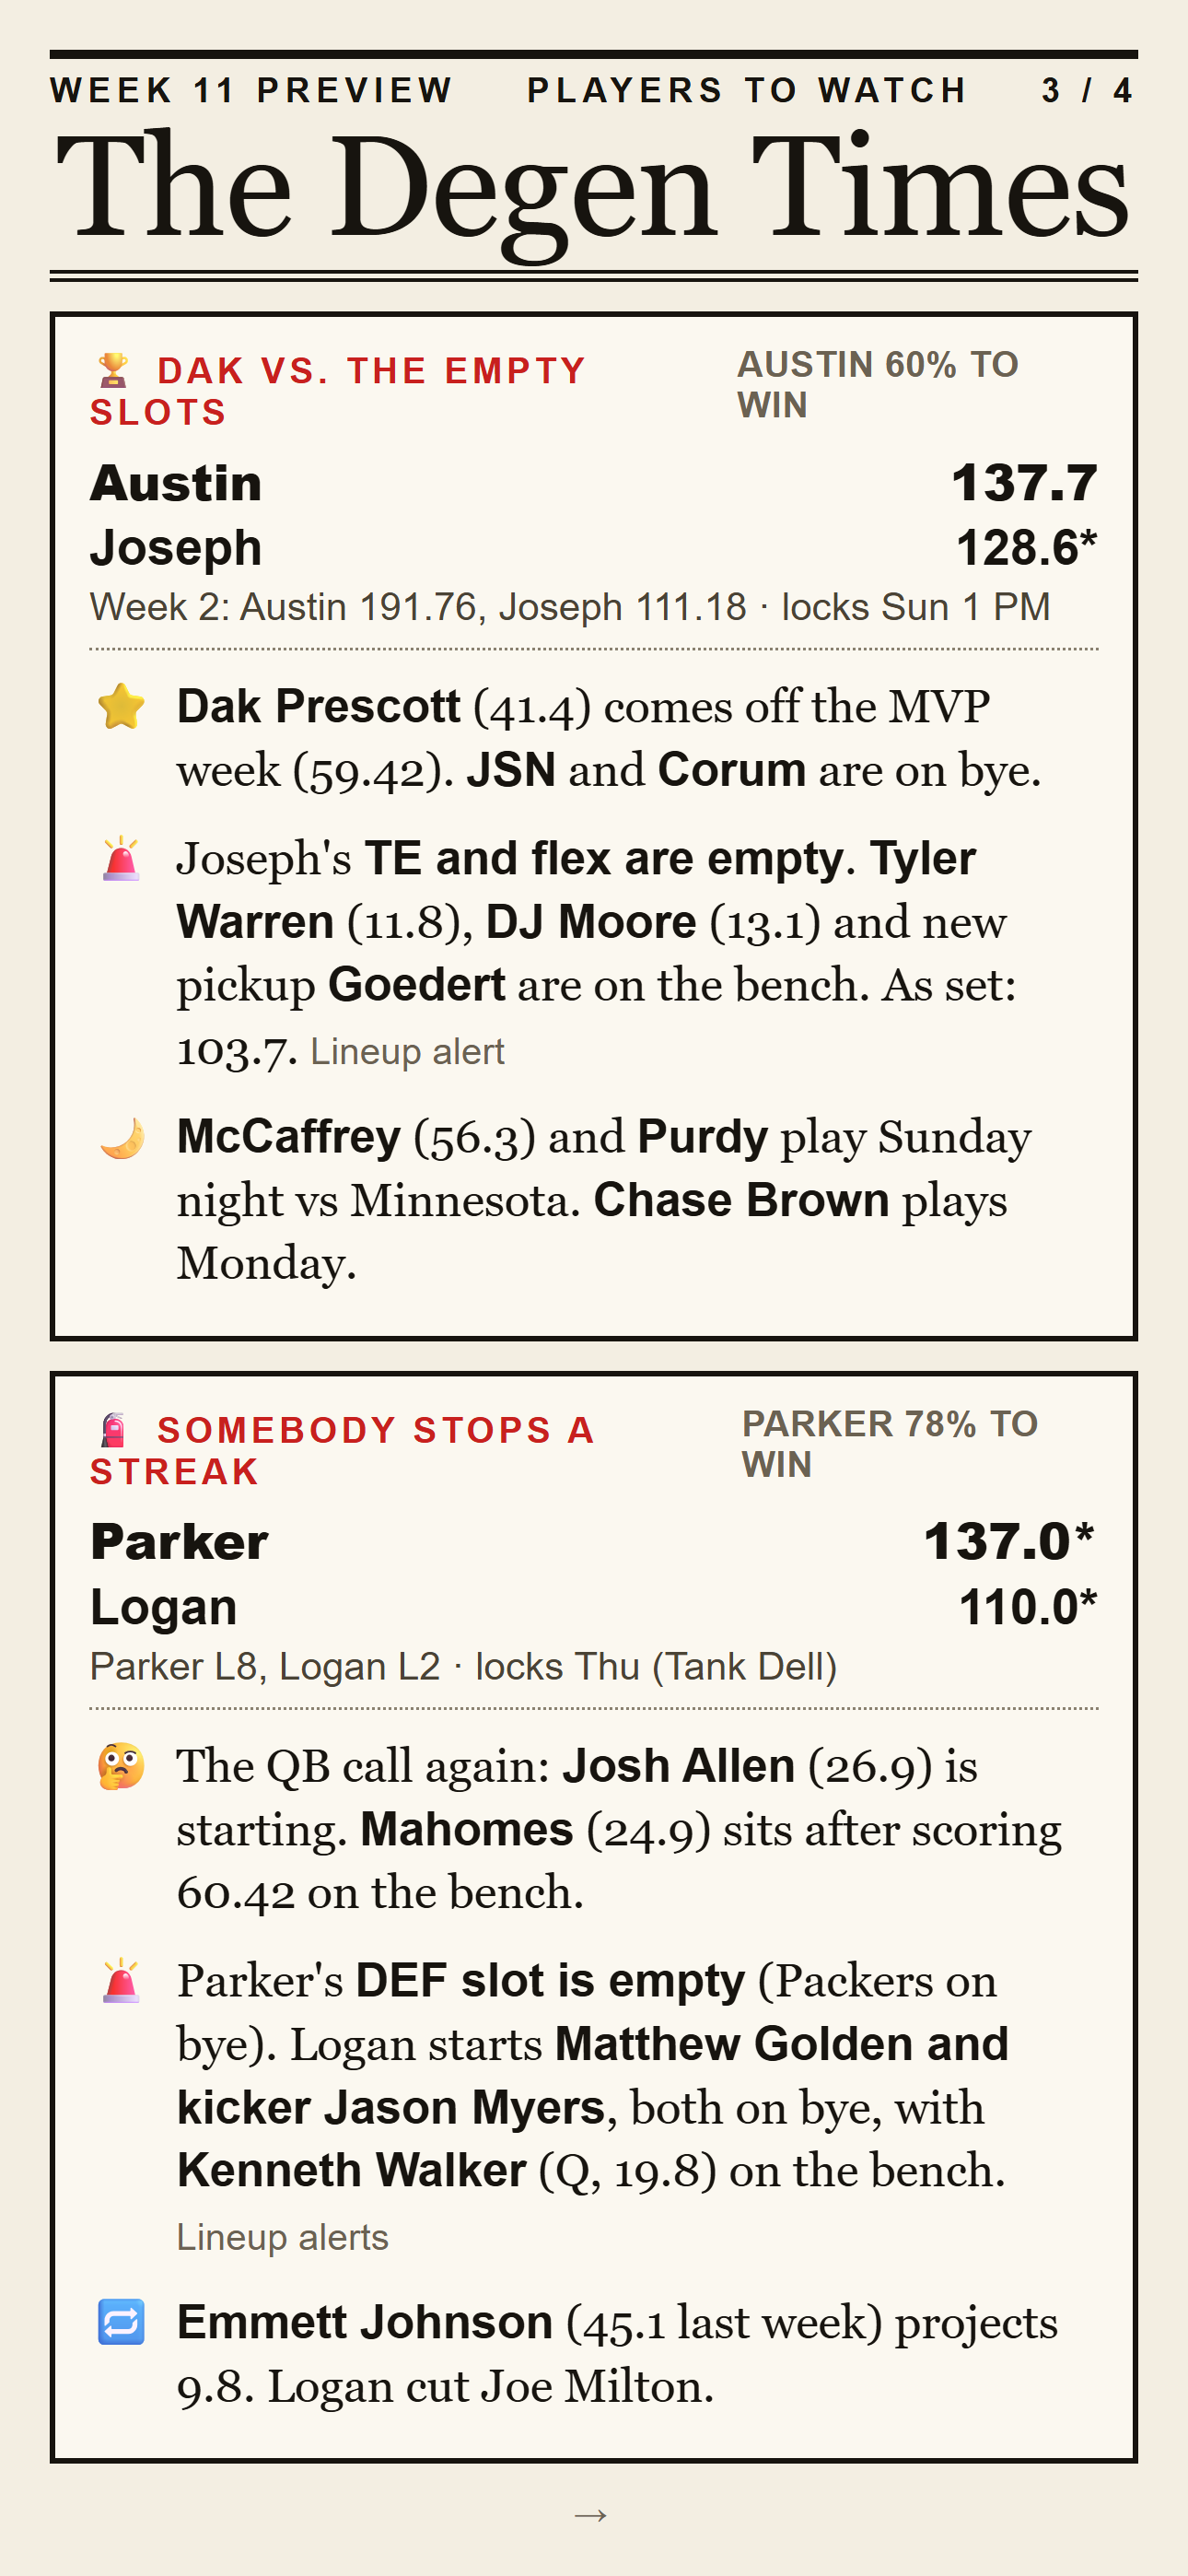 WEEK 11 PREVIEW PLAYERS TO WATCH 3 / 4
The Degen Times
🏆 DAK VS. THE EMPTY SLOTS
AUSTIN 60% TO WIN
Austin 137.7
Joseph 128.6*
Week 2: Austin 191.76, Joseph 111.18 · locks Sun 1 PM
⭐ Dak Prescott (41.4) comes off the MVP
week (59.42). JSN and Corum are on bye.
🚨 Joseph's TE and flex are empty. Tyler
Warren (11.8), DJ Moore (13.1) and new
pickup Goedert are on the bench. As set:
103.7. Lineup alert
🌙 McCaffrey (56.3) and Purdy play Sunday
night vs Minnesota. Chase Brown plays
Monday.
🧯 SOMEBODY STOPS A STREAK
PARKER 78% TO WIN
Parker 137.0*
Logan 110.0*
Parker L8, Logan L2 · locks Thu (Tank Dell)
🤔 The QB call again: Josh Allen (26.9) is
starting. Mahomes (24.9) sits after scoring
60.42 on the bench.
🚨 Parker's DEF slot is empty (Packers on
bye). Logan starts Matthew Golden and
kicker Jason Myers, both on bye, with
Kenneth Walker (Q, 19.8) on the bench.
Lineup alerts
🔁 Emmett Johnson (45.1 last week) projects
9.8. Logan cut Joe Milton.
→